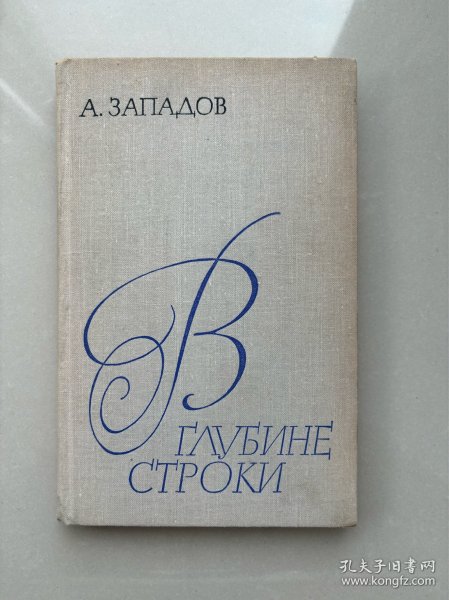 А. ЗАПАДОВ
В
ГЛУБИНЕ
СТРОКИ
孔夫子旧书网
www.kongfz.com